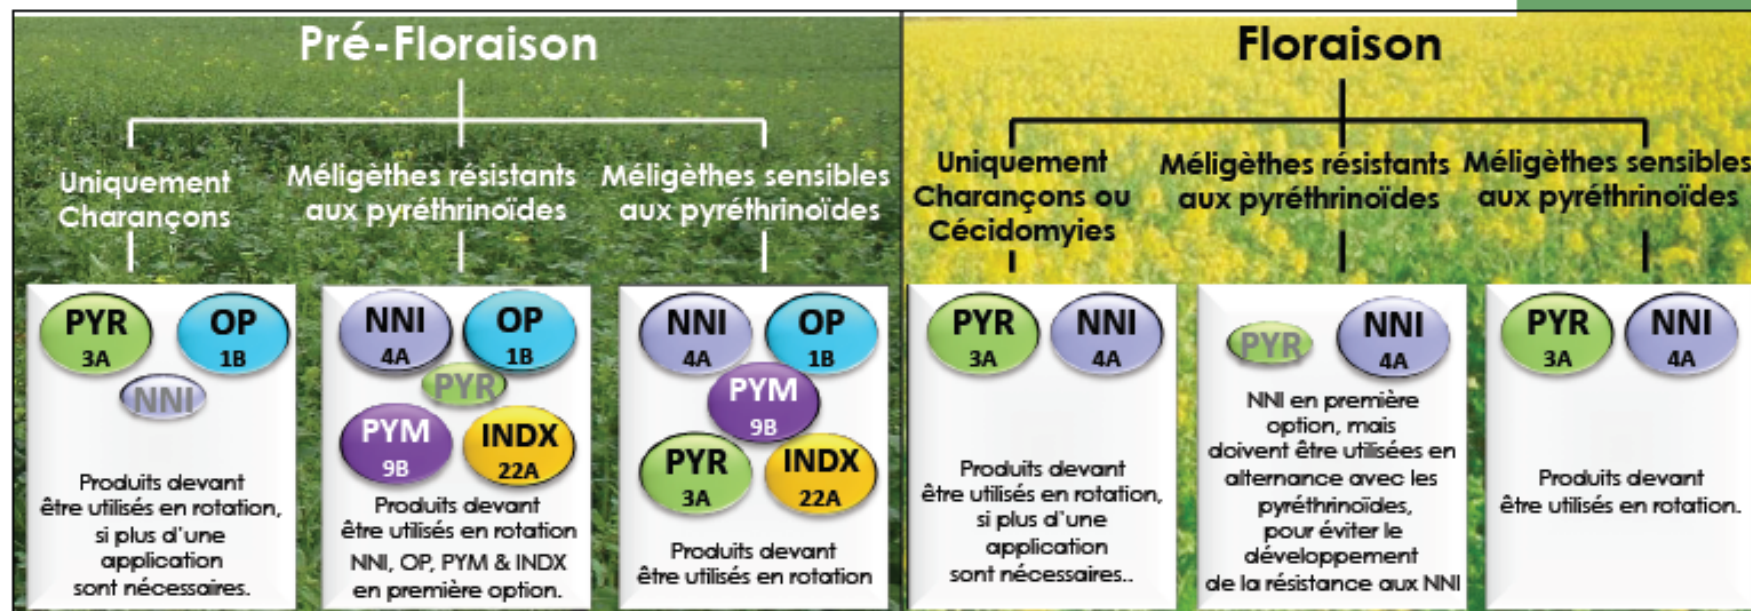 Pré-Floraison
Uniquement
Charançons
PYR
3A
OP
1B
NNI
Produits devant
être utilisés en rotation,
si plus d'une
application
sont nécessaires.
Méligèthes résistants
aux pyréthrinoïdes
NNI
4A
OP
1B
PYR
PYM
9B
INDX
22A
Produits devant
être utilisés en rotation
NNI, OP, PYM & INDX
en première option.
Méligèthes sensibles
aux pyréthrinoïdes
NNI
4A
OP
1B
PYM
9B
PYR
3A
INDX
22A
Produits devant
être utilisés en rotation
Floraison
Uniquement
Charançons ou
Cécidomyies
PYR
3A
NNI
4A
Produits devant
être utilisés en rotation,
si plus d'une
application
sont nécessaires..
Méligèthes résistants
aux pyréthrinoïdes
PYR
NNI
4A
NNI en première
option, mais
doivent être utilisées en
alternance avec les
pyréthrinoïdes,
pour éviter le
développement
de la résistance aux NNI
Méligèthes sensibles
aux pyréthrinoïdes
PYR
3A
NNI
4A
Produits devant
être utilisés en rotation.